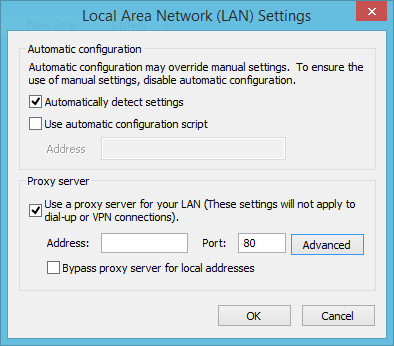 Local Area Network (LAN) Settings
Automatic configuration
Automatic configuration may override manual settings. To ensure the
use of manual settings, disable automatic configuration.
Automatically detect settings
Use automatic configuration script
Address
Proxy server
Use a proxy server for your LAN (These settings will not apply to
dial-up or VPN connections).
Address: Port: 80 Advanced
Bypass proxy server for local addresses
OK Cancel